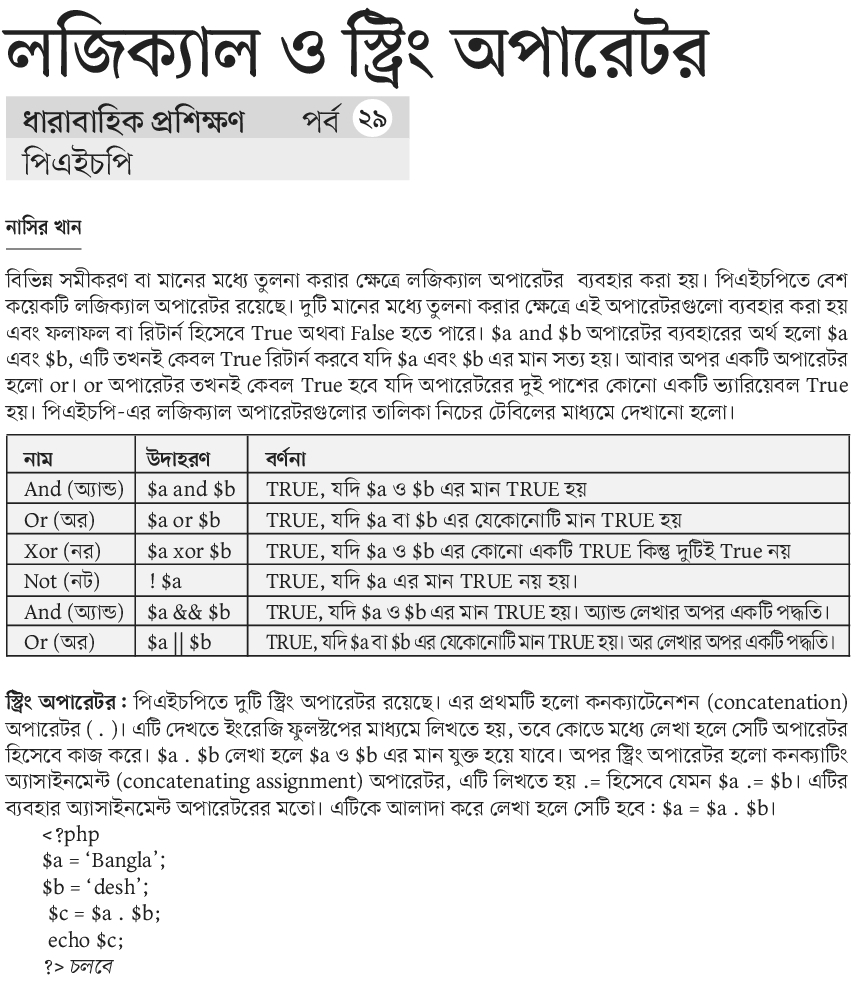 লজিক্যাল ও স্ট্রিং অপারেটর
ধারাবাহিক প্রশিক্ষণ পর্ব ২৯
পিএইচপি
নাসির খান
বিভিন্ন সমীকরণ বা মানের মধ্যে তুলনা করার ক্ষেত্রে লজিক্যাল অপারেটর ব্যবহার করা হয়। পিএইচপিতে বেশ
কয়েকটি লজিক্যাল অপারেটর রয়েছে। দুটি মানের মধ্যে তুলনা করার ক্ষেত্রে এই অপারেটরগুলো ব্যবহার করা হয়
এবং ফলাফল বা রিটার্ন হিসেবে True অথবা False হতে পারে। $a and $b অপারেটর ব্যবহারের অর্থ হলো $a
এবং $b, এটি তখনই কেবল True রিটার্ন করবে যদি $a এবং $b এর মান সত্য হয়। আবার অপর একটি অপারেটর
হলো or। or অপারেটর তখনই কেবল True হবে যদি অপারেটরের দুই পাশের কোনো একটি ভ্যারিয়েবল True
হয়। পিএইচপি-এর লজিক্যাল অপারেটরগুলোর তালিকা নিচের টেবিলের মাধ্যমে দেখানো হলো।
নাম উদাহরণ বর্ণনা
And (অ্যান্ড) $a and $b TRUE, যদি $a ও $b এর মান TRUE হয়
Or (অর) $a or $b TRUE, যদি $a বা $b এর যেকোনোটি মান TRUE হয়
Xor (নর) $a xor $b TRUE, যদি $a ও $b এর কোনো একটি TRUE কিন্তু দুটিই True নয়
Not (নট) ! $a TRUE, যদি $a এর মান TRUE নয় হয়।
And (অ্যান্ড) $a && $b TRUE, যদি $a ও $b এর মান TRUE হয়। অ্যান্ড লেখার অপর একটি পদ্ধতি।
Or (অর) $a || $b TRUE, যদি $a বা $b এর যেকোনোটি মান TRUE হয়। অর লেখার অপর একটি পদ্ধতি।
স্ট্রিং অপারেটর : পিএইচপিতে দুটি স্ট্রিং অপারেটর রয়েছে। এর প্রথমটি হলো কনক্যাটেনেশন (concatenation)
অপারেটর ( . )। এটি দেখতে ইংরেজি ফুলস্টপের মাধ্যমে লিখতে হয়, তবে কোডে মধ্যে লেখা হলে সেটি অপারেটর
হিসেবে কাজ করে। $a . $b লেখা হলে $a ও $b এর মান যুক্ত হয়ে যাবে। অপর স্ট্রিং অপারেটর হলো কনক্যাটিং
অ্যাসাইনমেন্ট (concatenating assignment) অপারেটর, এটি লিখতে হয় .= হিসেবে যেমন $a .= $b। এটির
ব্যবহার অ্যাসাইনমেন্ট অপারেটরের মতো। এটিকে আলাদা করে লেখা হলে সেটি হবে : $a = $a . $b।
<?php
$a = ‘Bangla’;
$b = ‘desh’;
$c = $a . $b;
echo $c;
?> চলবে